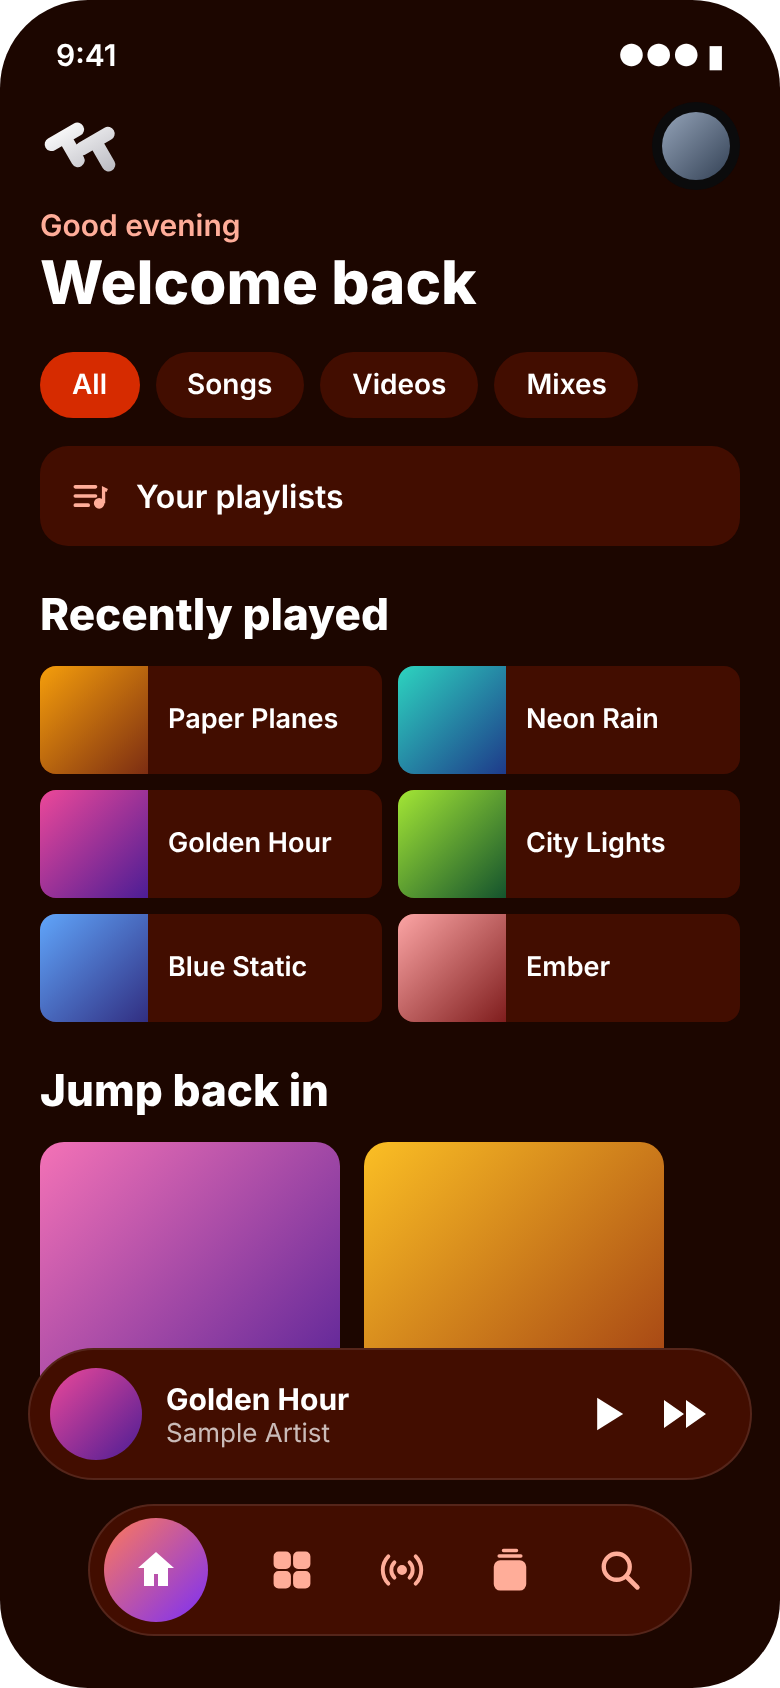 9:41
Good evening
Welcome back
All Songs Videos Mixes
Your playlists
Recently played
Paper Planes Neon Rain
Golden Hour City Lights
Blue Static Ember
Jump back in
Golden Hour
Sample Artist